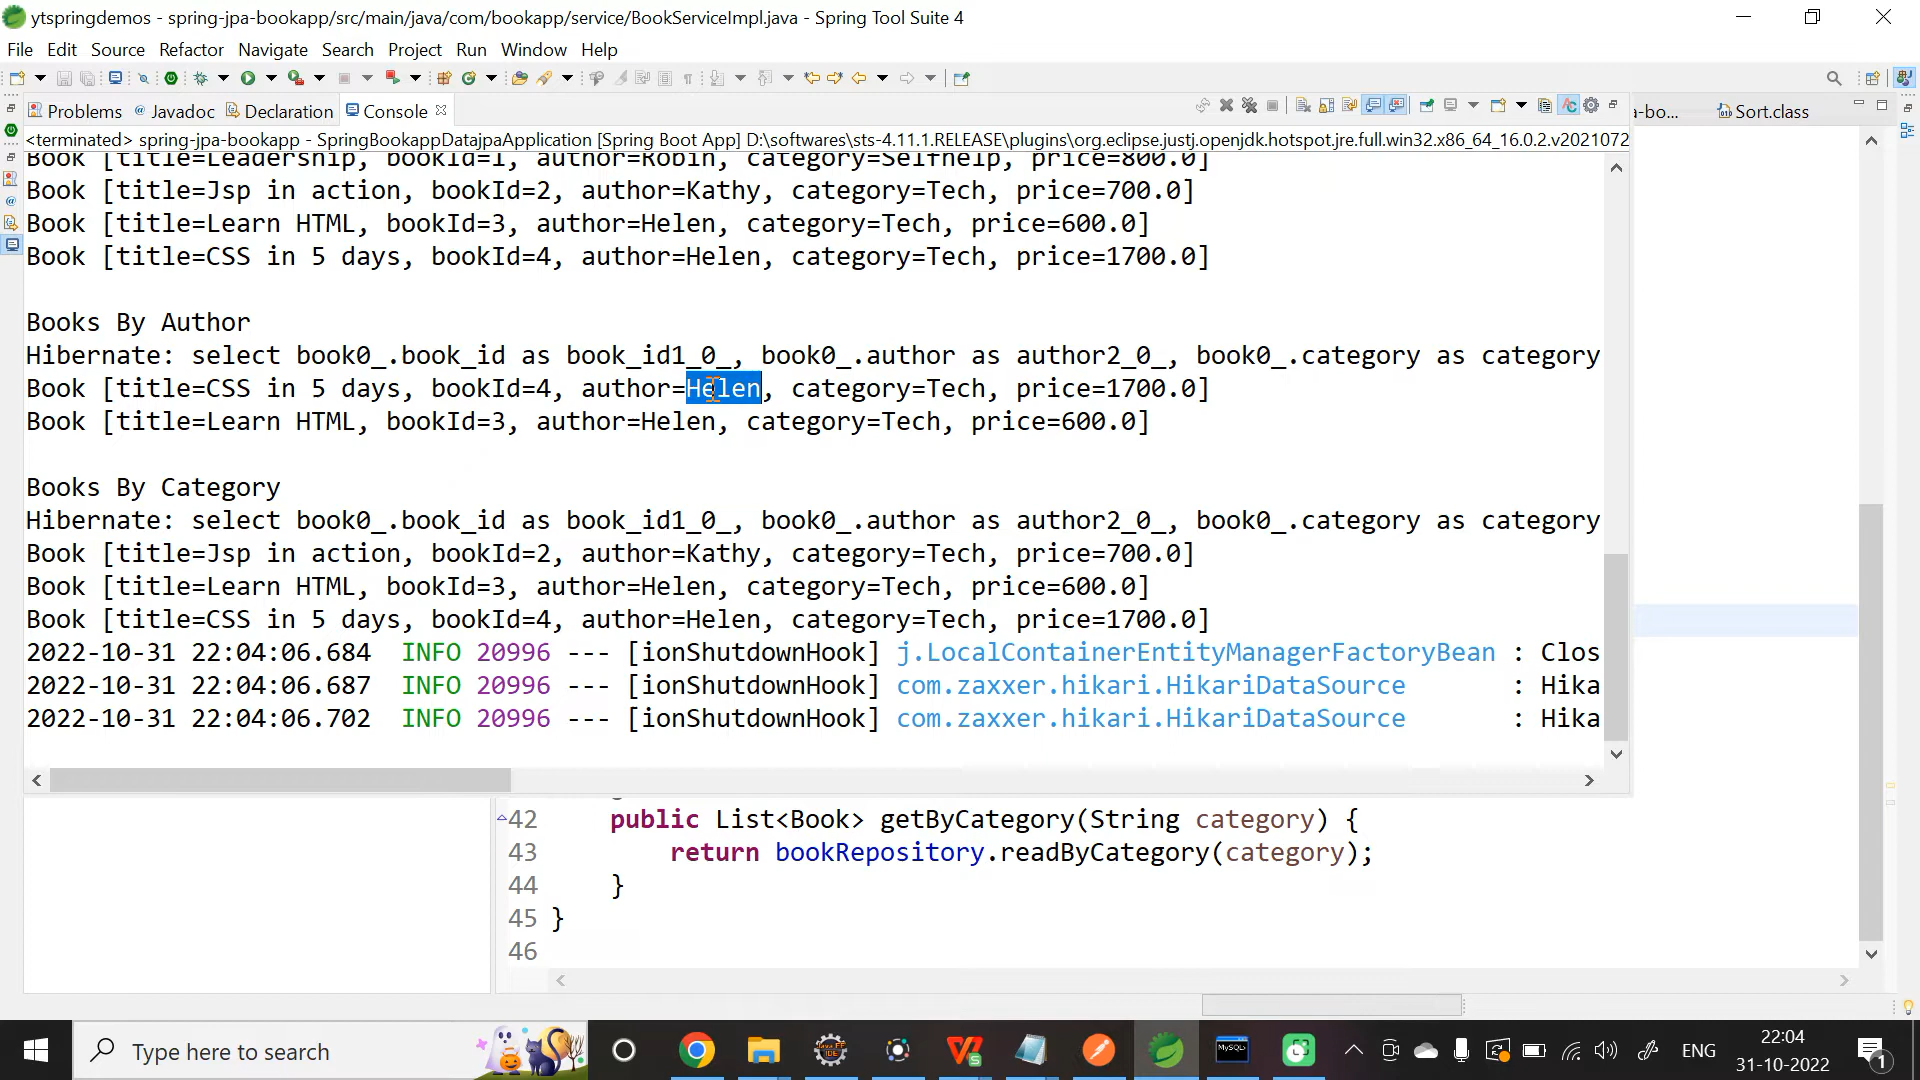 ytspringdemos - spring-jpa-bookapp/src/main/java/com/bookapp/service/BookServiceImpl.java - Spring Tool Suite 4
File Edit Source Refactor Navigate Search Project Run Window Help
Problems Javadoc Declaration Console
a-bo... Sort.class
<terminated> spring-jpa-bookapp - SpringBookappDatajpaApplication [Spring Boot App] D:\softwares\sts-4.11.1.RELEASE\plugins\org.eclipse.justj.openjdk.hotspot.jre.full.win32.x86_64_16.0.2.v2021072
Book [title=Leadership, bookId=1, author=Robin, category=Selfhelp, price=800.0]
Book [title=Jsp in action, bookId=2, author=Kathy, category=Tech, price=700.0]
Book [title=Learn HTML, bookId=3, author=Helen, category=Tech, price=600.0]
Book [title=CSS in 5 days, bookId=4, author=Helen, category=Tech, price=1700.0]
Books By Author
Hibernate: select book0_.book_id as book_id1_0_, book0_.author as author2_0_, book0_.category as category
Book [title=CSS in 5 days, bookId=4, author=Helen, category=Tech, price=1700.0]
Book [title=Learn HTML, bookId=3, author=Helen, category=Tech, price=600.0]
Books By Category
Hibernate: select book0_.book_id as book_id1_0_, book0_.author as author2_0_, book0_.category as category
Book [title=Jsp in action, bookId=2, author=Kathy, category=Tech, price=700.0]
Book [title=Learn HTML, bookId=3, author=Helen, category=Tech, price=600.0]
Book [title=CSS in 5 days, bookId=4, author=Helen, category=Tech, price=1700.0]
2022-10-31 22:04:06.684 INFO 20996 --- [ionShutdownHook] j.LocalContainerEntityManagerFactoryBean : Clos
2022-10-31 22:04:06.687 INFO 20996 --- [ionShutdownHook] com.zaxxer.hikari.HikariDataSource : Hika
2022-10-31 22:04:06.702 INFO 20996 --- [ionShutdownHook] com.zaxxer.hikari.HikariDataSource : Hika
42 public List<Book> getByCategory(String category) {
43 return bookRepository.readByCategory(category);
44 }
45 }
46
Type here to search
ENG
22:04
31-10-2022
1